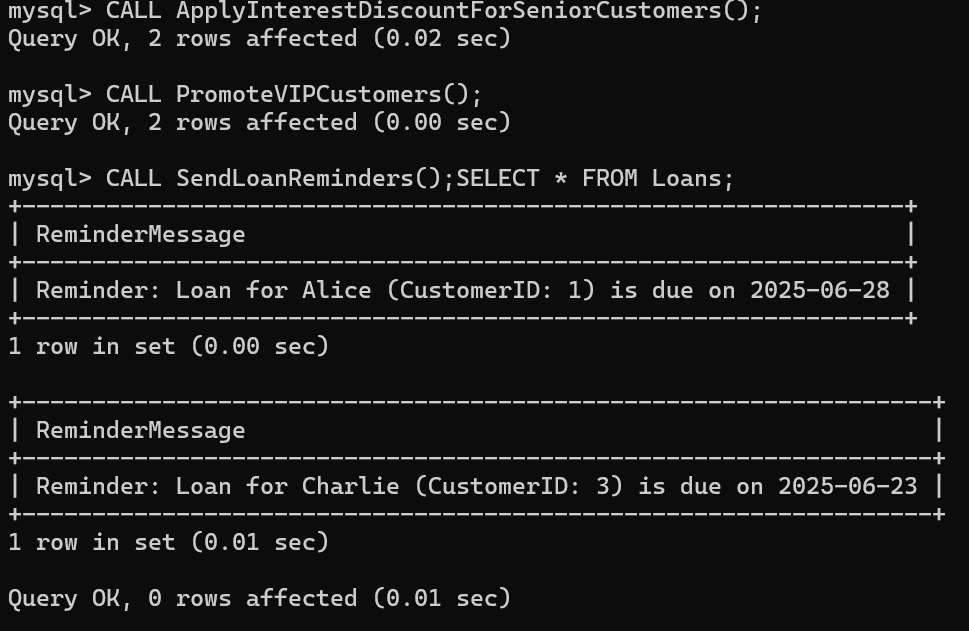 mysql> CALL ApplyInterestDiscountForSeniorCustomers();
Query OK, 2 rows affected (0.02 sec)
mysql> CALL PromoteVIPCustomers();
Query OK, 2 rows affected (0.00 sec)
mysql> CALL SendLoanReminders();SELECT * FROM Loans;
+---------------------------------------------------------------+
| ReminderMessage                                               |
+---------------------------------------------------------------+
| Reminder: Loan for Alice (CustomerID: 1) is due on 2025-06-28 |
+---------------------------------------------------------------+
1 row in set (0.00 sec)
+-----------------------------------------------------------------+
| ReminderMessage                                                 |
+-----------------------------------------------------------------+
| Reminder: Loan for Charlie (CustomerID: 3) is due on 2025-06-23 |
+-----------------------------------------------------------------+
1 row in set (0.01 sec)
Query OK, 0 rows affected (0.01 sec)